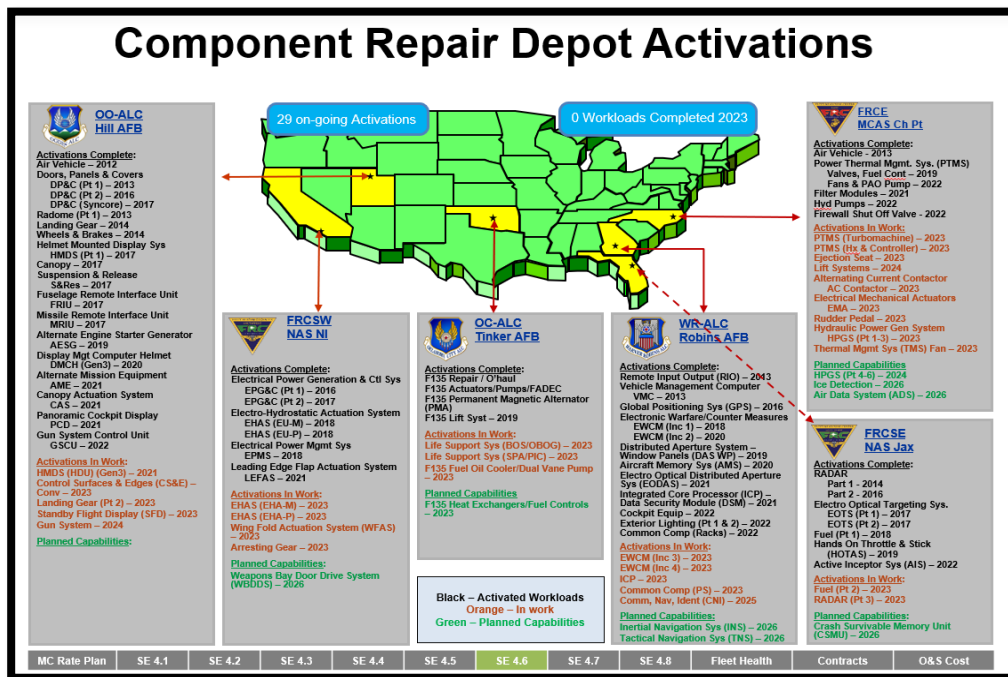 Component Repair Depot Activations
29 on-going Activations
0 Workloads Completed 2023
OO-ALC
Hill AFB
Activations Complete:
Air Vehicle – 2012
Doors, Panels & Covers
DP&C (Pt 1) – 2013
DP&C (Pt 2) – 2016
DP&C (Syncore) – 2017
Radome (Pt 1) – 2013
Landing Gear – 2014
Wheels & Brakes – 2014
Helmet Mounted Display Sys
HMDS (Pt 1) – 2017
Canopy – 2017
Suspension & Release
S&Res – 2017
Fuselage Remote Interface Unit
FRIU – 2017
Missile Remote Interface Unit
MRIU – 2017
Alternate Engine Starter Generator
AESG – 2019
Display Mgt Computer Helmet
DMCH (Gen3) – 2020
Alternate Mission Equipment
AME – 2021
Canopy Actuation System
CAS – 2021
Panoramic Cockpit Display
PCD – 2021
Gun System Control Unit
GSCU – 2022
Activations In Work:
HMDS (HDU) (Gen3) – 2021
Control Surfaces & Edges (CS&E) –
Conv – 2023
Landing Gear (Pt 2) – 2023
Standby Flight Display (SFD) – 2023
Gun System – 2024
Planned Capabilities:
FRCSW
NAS NI
Activations Complete:
Electrical Power Generation & Ctl Sys
EPG&C (Pt 1) – 2016
EPG&C (Pt 2) – 2017
Electro-Hydrostatic Actuation System
EHAS (EU-M) – 2018
EHAS (EU-P) – 2018
Electrical Power Mgmt Sys
EPMS – 2018
Leading Edge Flap Actuation System
LEFAS – 2021
Activations In Work:
EHAS (EHA-M) – 2023
EHAS (EHA-P) – 2023
Wing Fold Actuation System (WFAS)
– 2023
Arresting Gear – 2023
Planned Capabilities:
Weapons Bay Door Drive System
(WBDDS) – 2026
OC-ALC
Tinker AFB
Activations Complete:
F135 Repair / O'haul
F135 Actuators/Pumps/FADEC
F135 Permanent Magnetic Alternator
(PMA)
F135 Lift Syst – 2019
Activations In Work:
Life Support Sys (BOS/OBOG) – 2023
Life Support Sys (SPA/PIC) – 2023
F135 Fuel Oil Cooler/Dual Vane Pump
– 2023
Planned Capabilities
F135 Heat Exchangers/Fuel Controls
– 2023
Black – Activated Workloads
Orange – In work
Green – Planned Capabilities
WR-ALC
Robins AFB
Activations Complete:
Remote Input Output (RIO) – 2013
Vehicle Management Computer
VMC – 2013
Global Positioning Sys (GPS) – 2016
Electronic Warfare/Counter Measures
EWCM (Inc 1) – 2018
EWCM (Inc 2) – 2020
Distributed Aperture System –
Window Panels (DAS WP) – 2019
Aircraft Memory Sys (AMS) – 2020
Electro Optical Distributed Aperture
Sys (EODAS) – 2021
Integrated Core Processor (ICP) –
Data Security Module (DSM) – 2021
Cockpit Equip – 2022
Exterior Lighting (Pt 1 & 2) – 2022
Common Comp (Racks) – 2022
Activations In Work:
EWCM (Inc 3) – 2023
EWCM (Inc 4) – 2023
ICP – 2023
Common Comp (PS) – 2023
Comm, Nav, Ident (CNI) – 2025
Planned Capabilities:
Inertial Navigation Sys (INS) – 2026
Tactical Navigation Sys (TNS) – 2026
FRCE
MCAS Ch Pt
Activations Complete:
Air Vehicle - 2013
Power Thermal Mgmt. Sys. (PTMS)
Valves, Fuel Cont – 2019
Fans & PAO Pump – 2022
Filter Modules – 2021
Hyd Pumps – 2022
Firewall Shut Off Valve - 2022
Activations In Work:
PTMS (Turbomachine) – 2023
PTMS (Hx & Controller) – 2023
Ejection Seat – 2023
Lift Systems – 2024
Alternating Current Contactor
AC Contactor – 2023
Electrical Mechanical Actuators
EMA – 2023
Rudder Pedal – 2023
Hydraulic Power Gen System
HPGS (Pt 1-3) – 2023
Thermal Mgmt Sys (TMS) Fan – 2023
Planned Capabilities
HPGS (Pt 4-6) – 2024
Ice Detection – 2026
Air Data System (ADS) – 2026
FRCSE
NAS Jax
Activations Complete:
RADAR
Part 1 - 2014
Part 2 - 2016
Electro Optical Targeting Sys.
EOTS (Pt 1) – 2017
EOTS (Pt 2) – 2017
Fuel (Pt 1) – 2018
Hands On Throttle & Stick
(HOTAS) – 2019
Active Inceptor Sys (AIS) – 2022
Activations In Work:
Fuel (Pt 2) – 2023
RADAR (Pt 3) – 2023
Planned Capabilities:
Crash Survivable Memory Unit
(CSMU) – 2026
MC Rate Plan SE 4.1 SE 4.2 SE 4.3 SE 4.4 SE 4.5 SE 4.6 SE 4.7 SE 4.8 Fleet Health Contracts O&S Cost